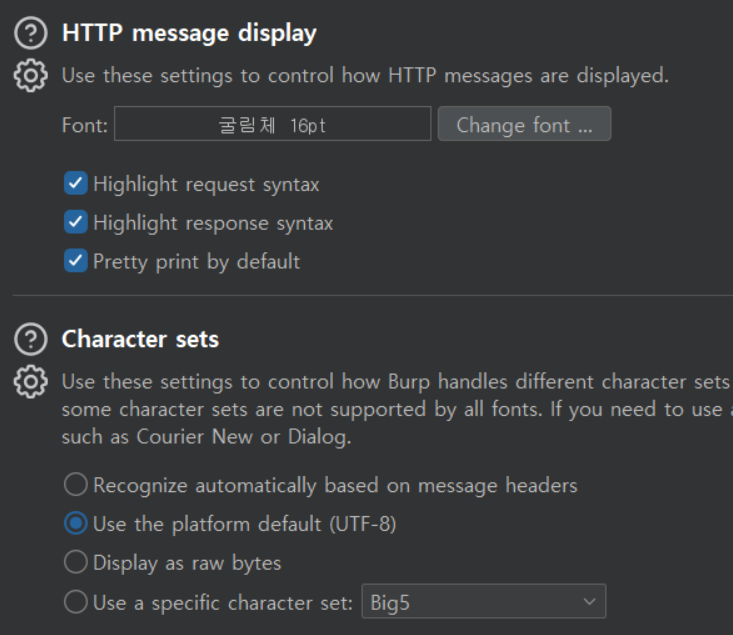 HTTP message display
Use these settings to control how HTTP messages are displayed.
Font: 굴림체 16pt Change font ...
Highlight request syntax
Highlight response syntax
Pretty print by default
Character sets
Use these settings to control how Burp handles different character sets
some character sets are not supported by all fonts. If you need to use a
such as Courier New or Dialog.
Recognize automatically based on message headers
Use the platform default (UTF-8)
Display as raw bytes
Use a specific character set: Big5